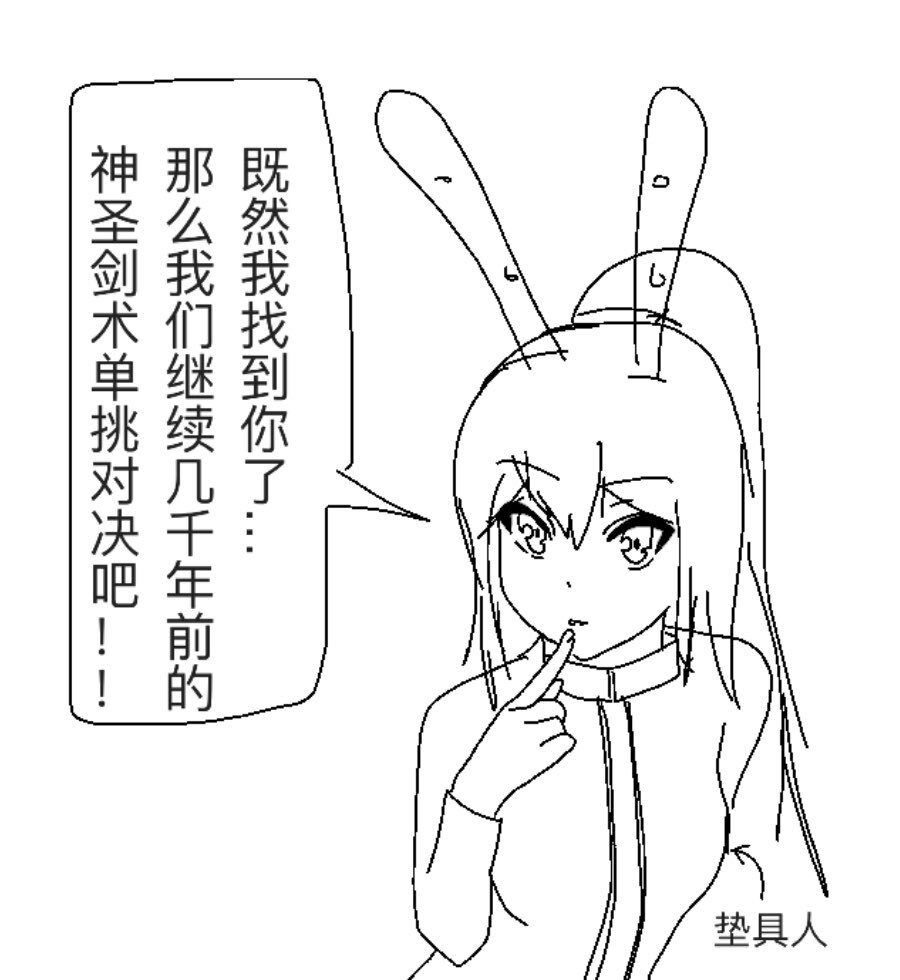 既然我找到你了…
那么我们继续几千年前的
神圣剑术单挑对决吧！！
垫具人